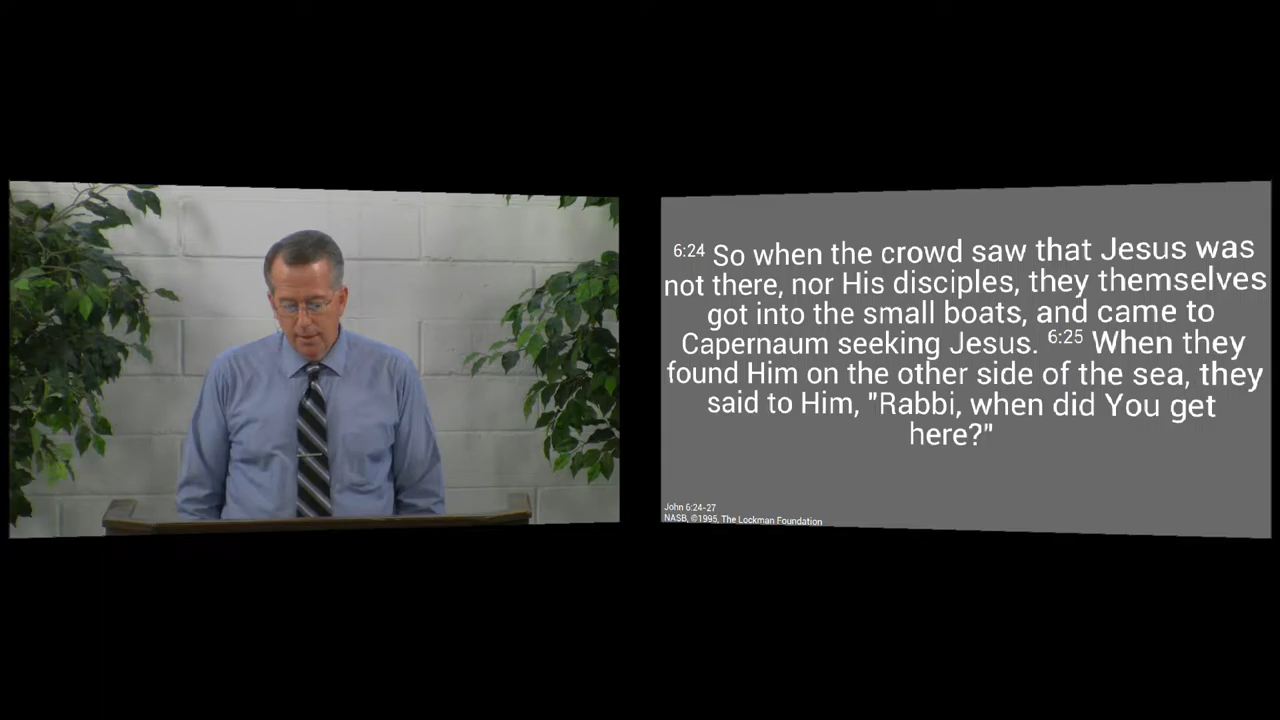 6:24 So when the crowd saw that Jesus was
not there, nor His disciples, they themselves
got into the small boats, and came to
Capernaum seeking Jesus. 6:25 When they
found Him on the other side of the sea, they
said to Him, "Rabbi, when did You get
here?"
John 6:24-27
NASB, ©1995, The Lockman Foundation